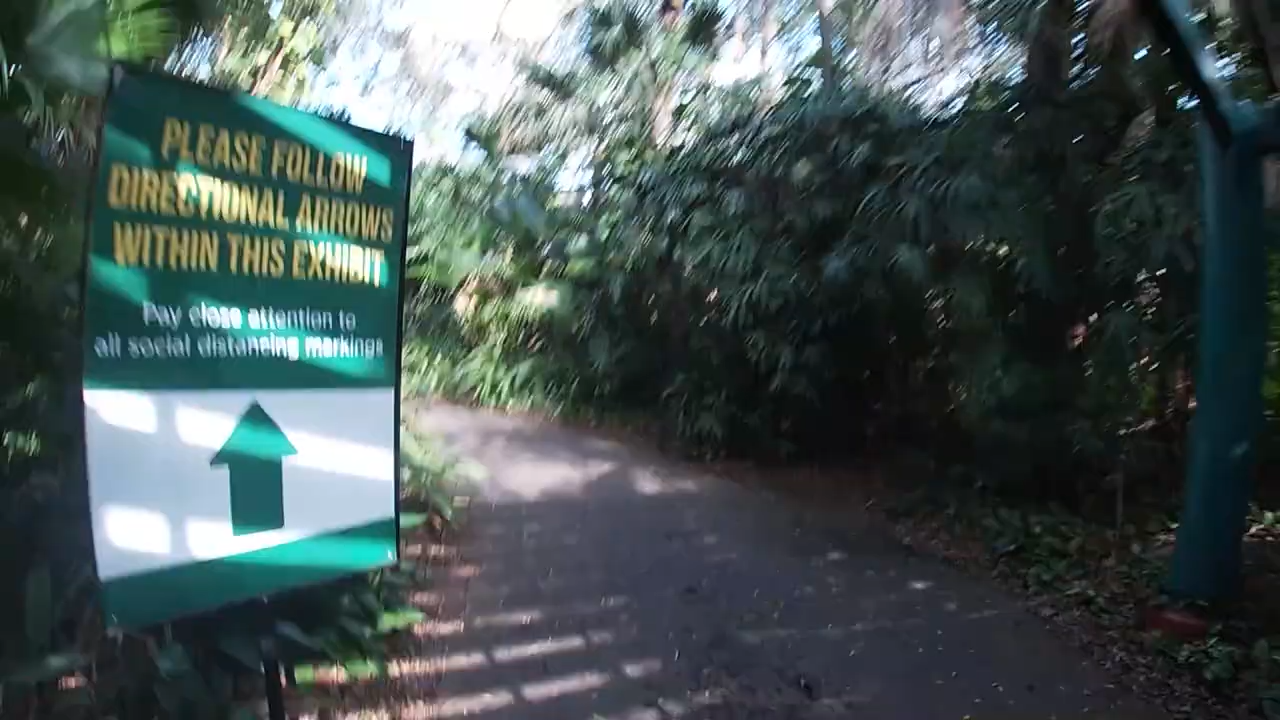 PLEASE FOLLOW
DIRECTIONAL ARROWS
WITHIN THIS EXHIBIT
Pay close attention to
all social distancing markings